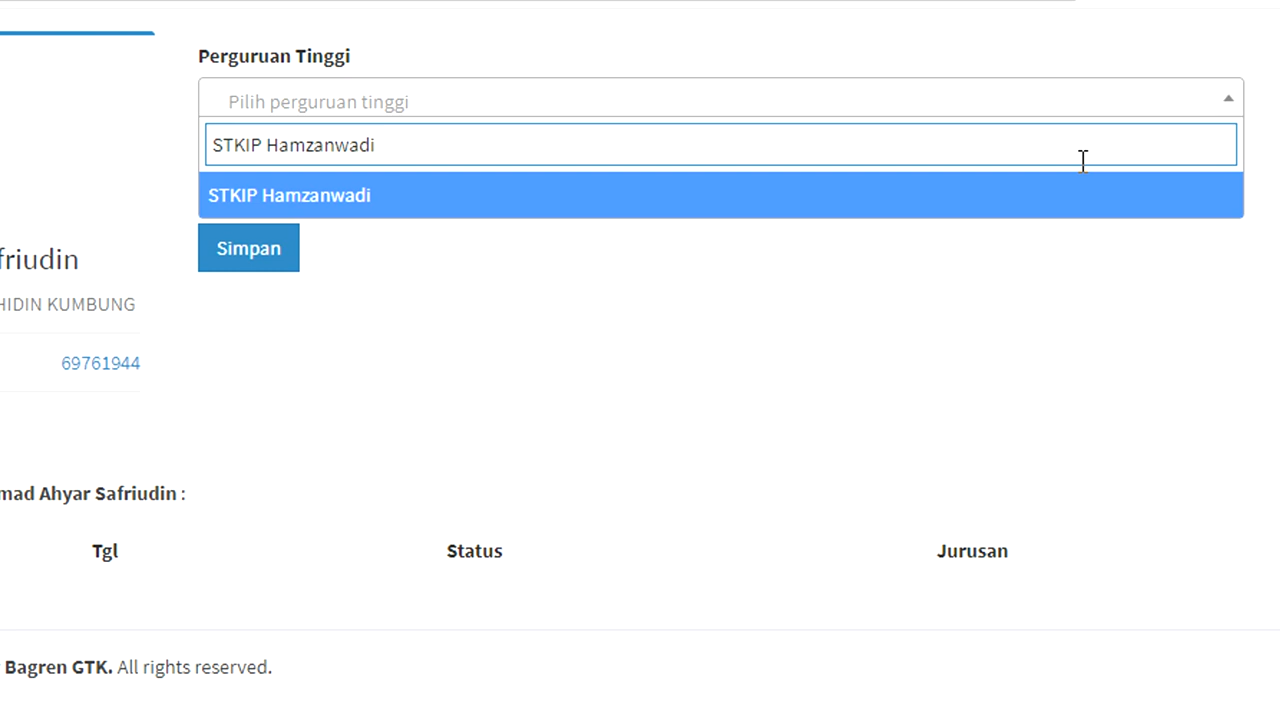 Perguruan Tinggi
Pilih perguruan tinggi
STKIP Hamzanwadi
STKIP Hamzanwadi
Simpan
friudin
HIDIN KUMBUNG
69761944
mad Ahyar Safriudin :
Tgl Status Jurusan
Bagren GTK. All rights reserved.